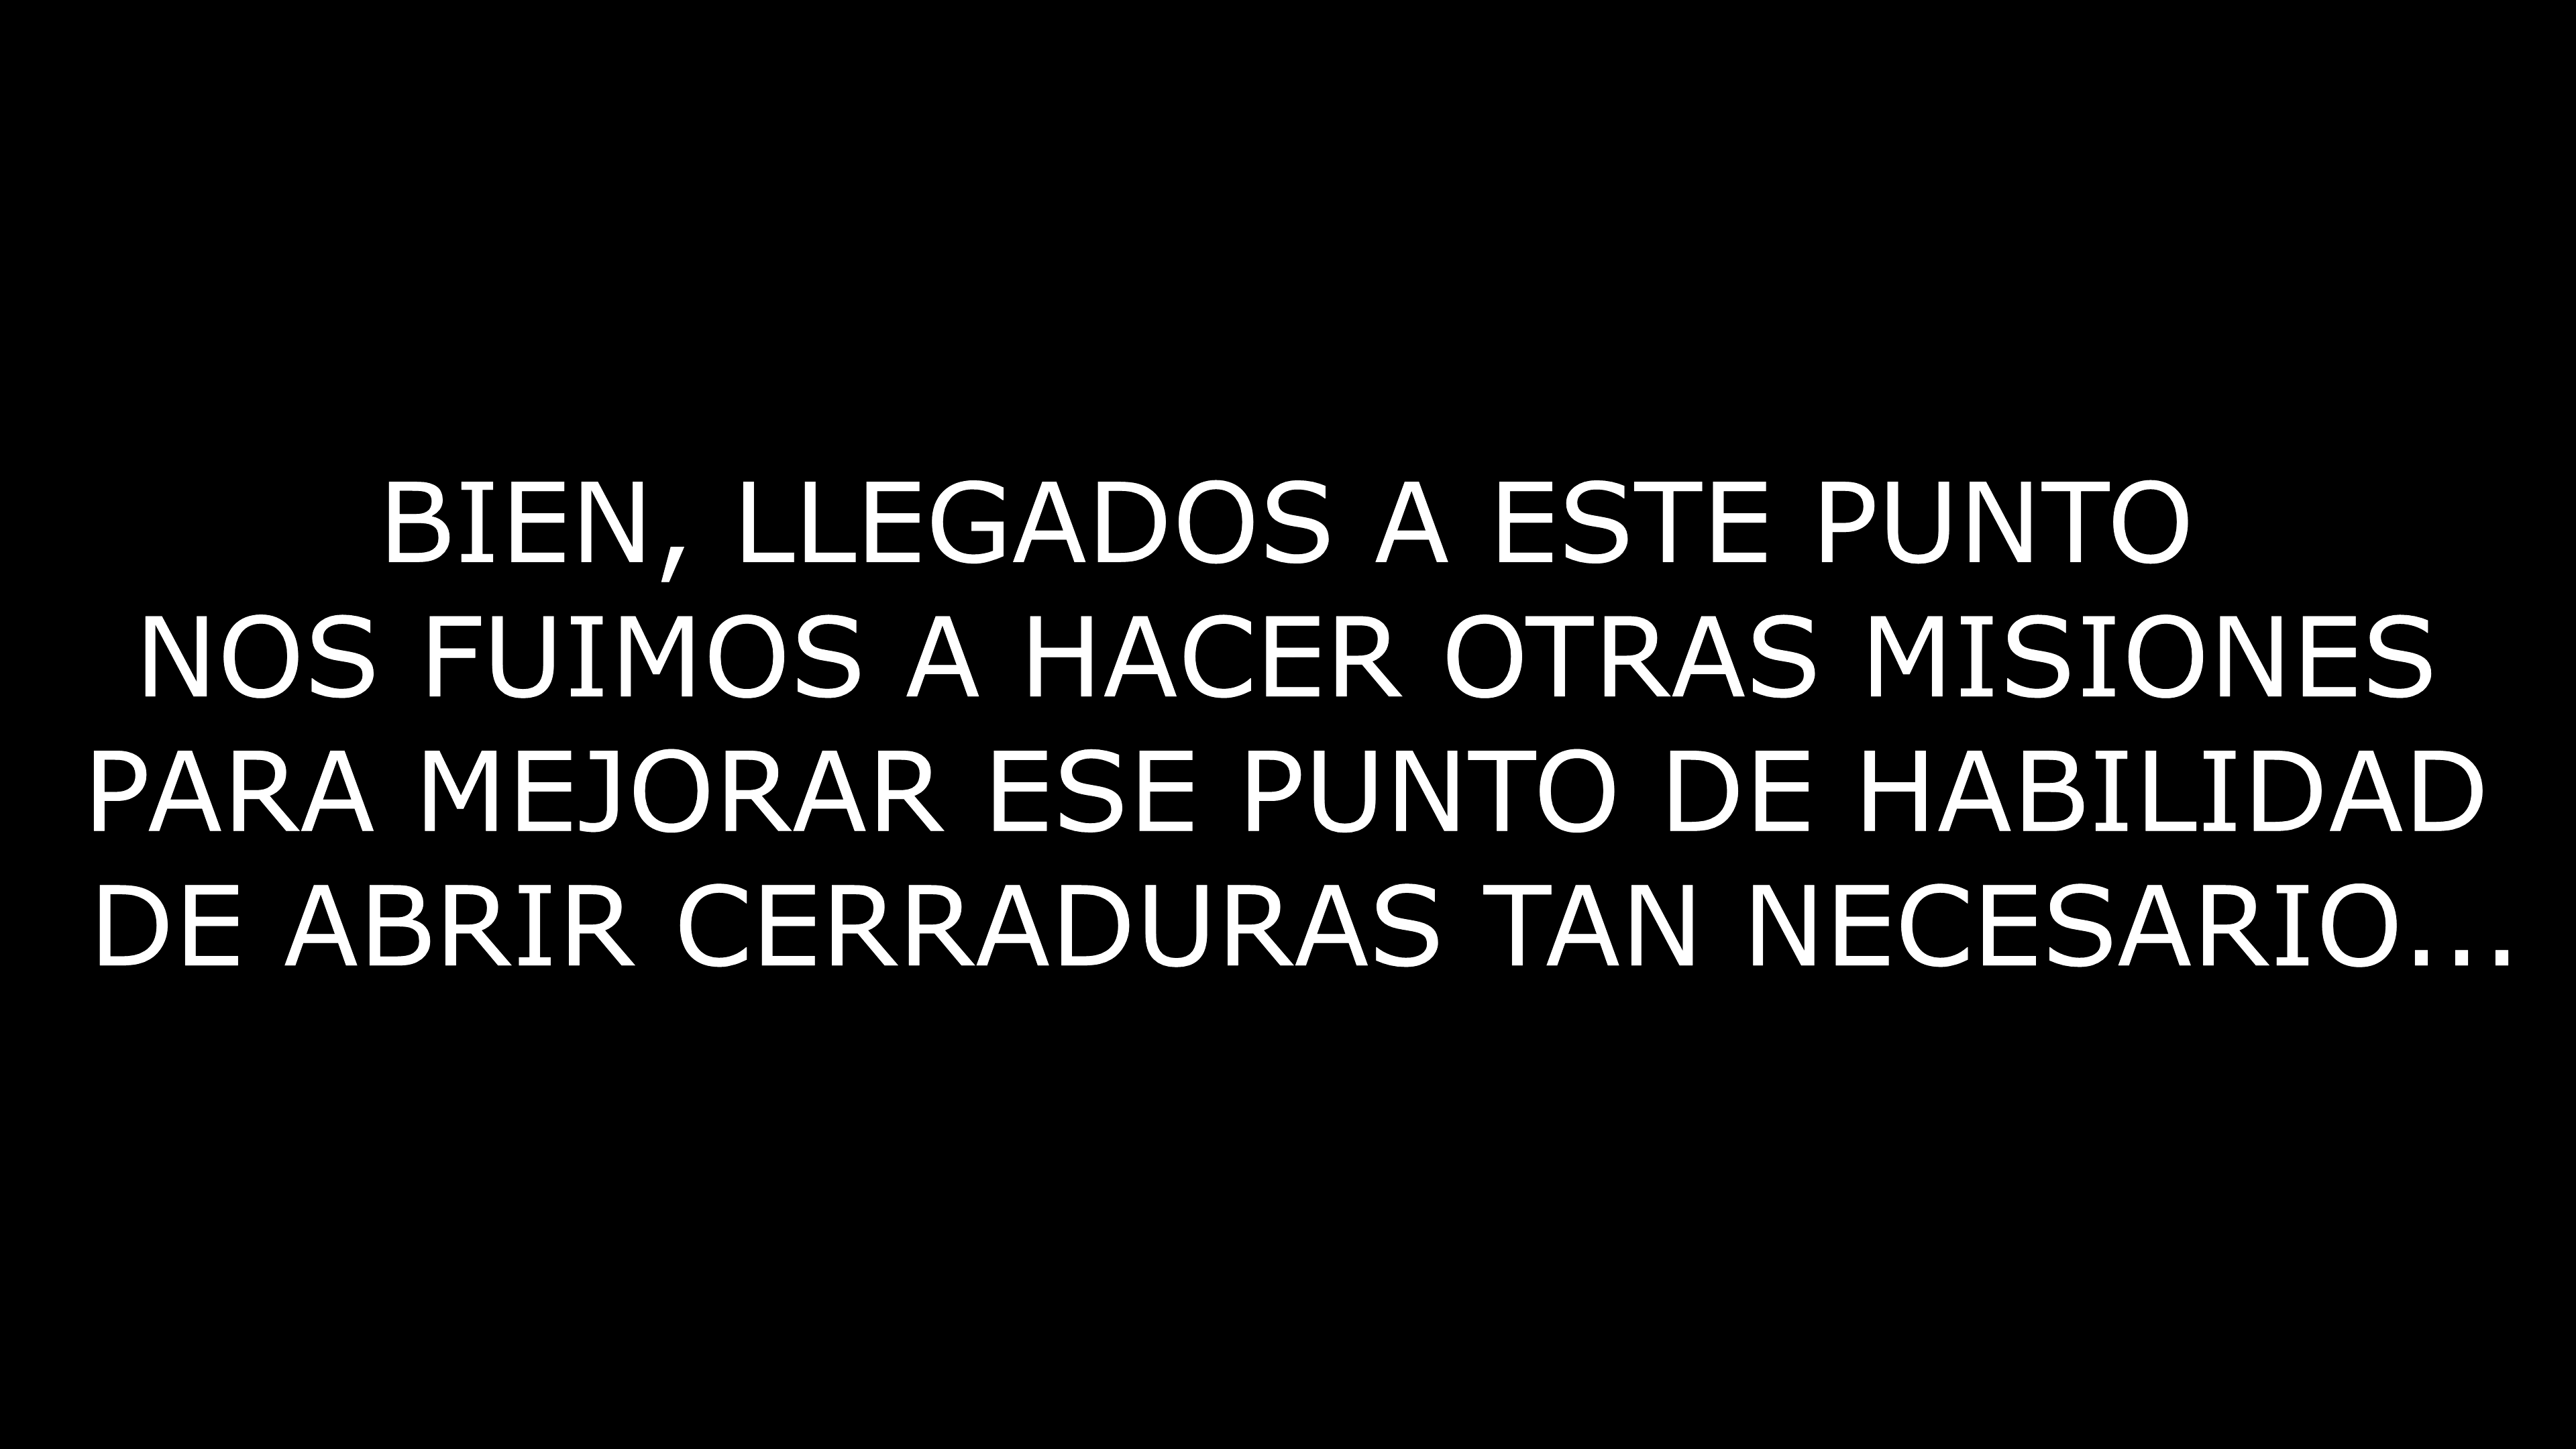 BIEN, LLEGADOS A ESTE PUNTO
NOS FUIMOS A HACER OTRAS MISIONES
PARA MEJORAR ESE PUNTO DE HABILIDAD
DE ABRIR CERRADURAS TAN NECESARIO...